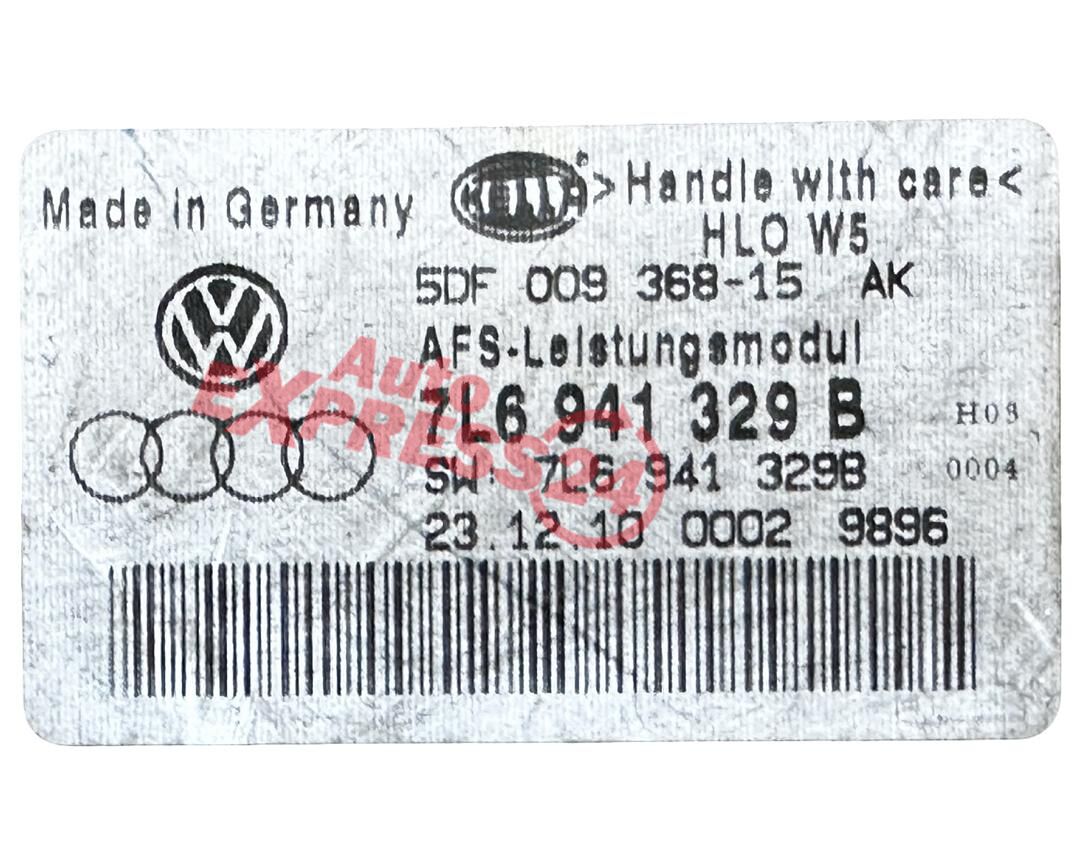 Made in Germany
HELLA
>Handle with care<
HLO W5
5DF 009 368-15 AK
AFS-Leistungsmodul
7L6 941 329 B H08
SW: 7L6 941 329B 0004
23.12.10 0002 9896
Auto
EXPRESS24